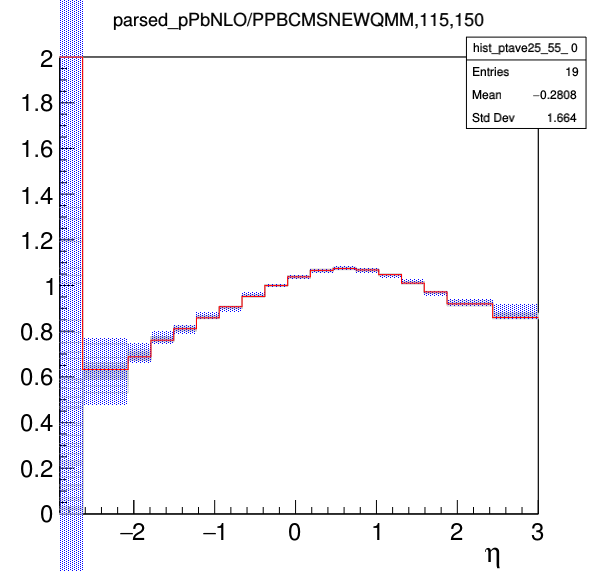 parsed_pPbNLO/PPBCMSNEWQMM,115,150
hist_ptave25_55_ 0
Entries 19
Mean −0.2808
Std Dev 1.664
2
1.8
1.6
1.4
1.2
1
0.8
0.6
0.4
0.2
0
−2 −1 0 1 2 3
η